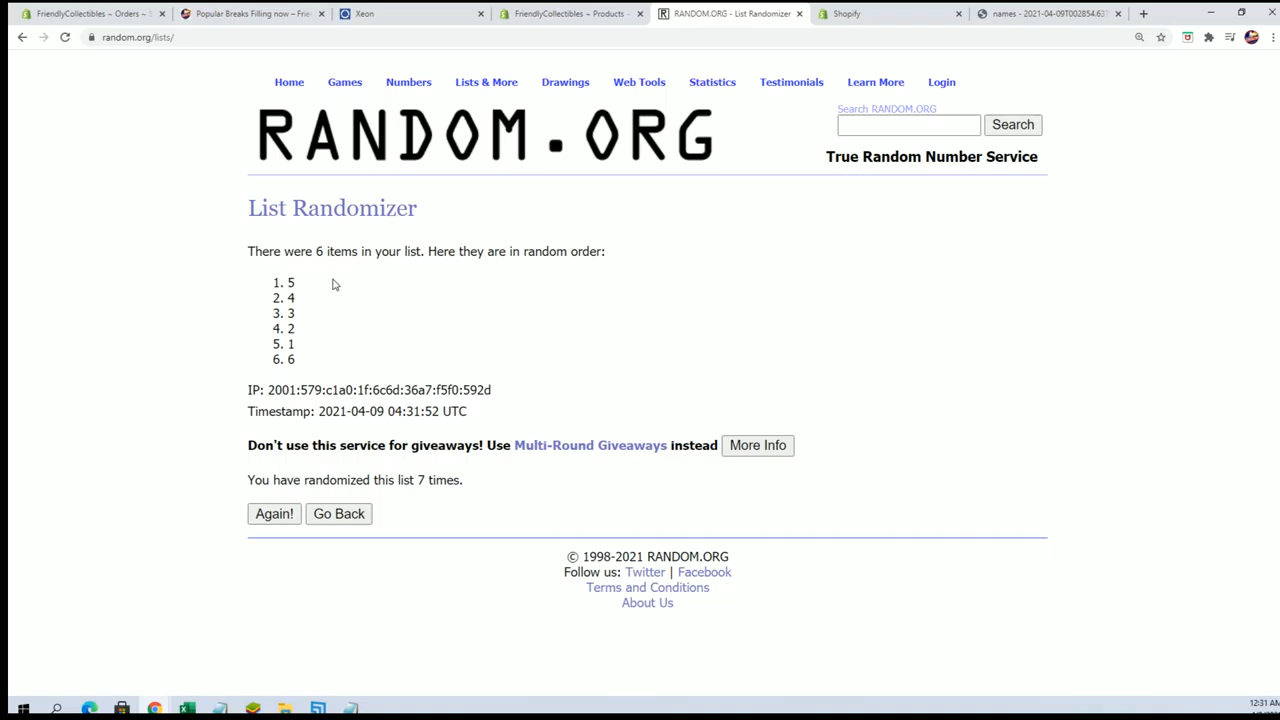 FriendlyCollectibles ~ Orders ~ S
Popular Breaks Filling now – Frie
Xeon
FriendlyCollectibles ~ Products ~
RANDOM.ORG - List Randomizer
Shopify
names - 2021-04-09T002854.637
random.org/lists/
Home Games Numbers Lists & More Drawings Web Tools Statistics Testimonials Learn More Login
RANDOM.ORG
Search RANDOM.ORG
Search
True Random Number Service
List Randomizer
There were 6 items in your list. Here they are in random order:
1. 5
2. 4
3. 3
4. 2
5. 1
6. 6
IP: 2001:579:c1a0:1f:6c6d:36a7:f5f0:592d
Timestamp: 2021-04-09 04:31:52 UTC
Don't use this service for giveaways! Use Multi-Round Giveaways instead More Info
You have randomized this list 7 times.
Again! Go Back
© 1998-2021 RANDOM.ORG
Follow us: Twitter | Facebook
Terms and Conditions
About Us
12:31 AM